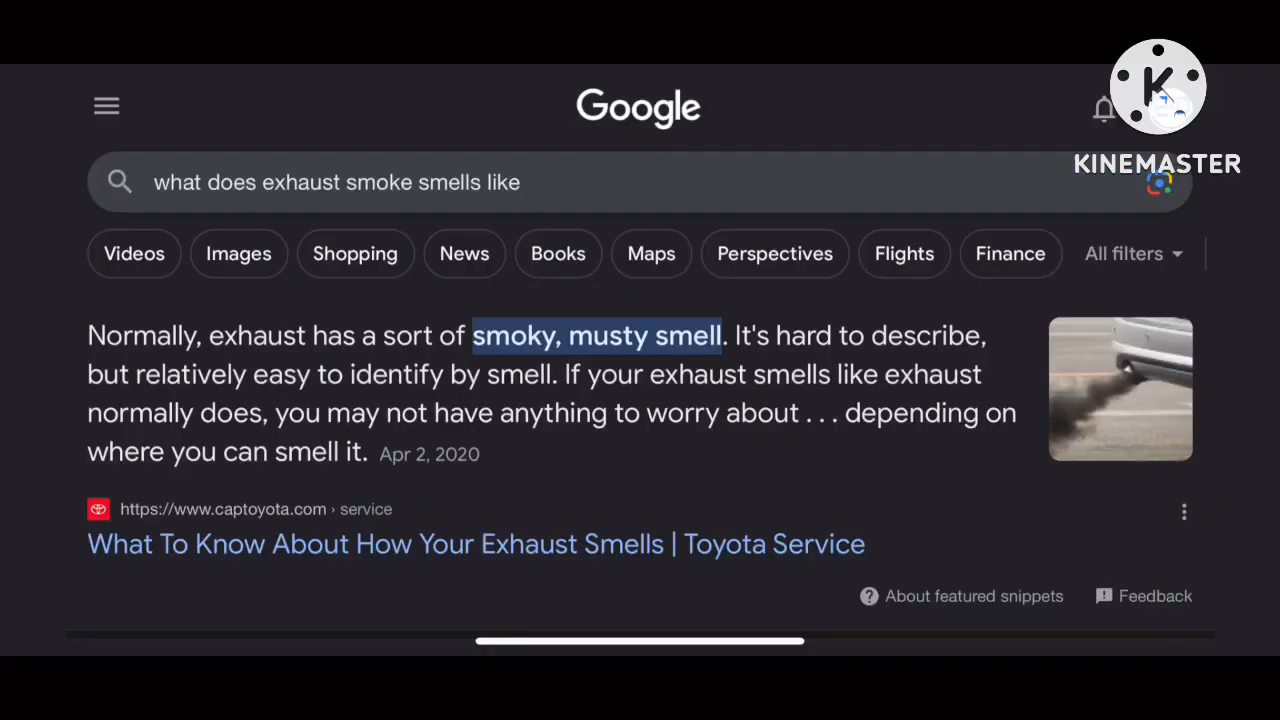 Google
KINEMASTER
what does exhaust smoke smells like
Videos Images Shopping News Books Maps Perspectives Flights Finance All filters
Normally, exhaust has a sort of smoky, musty smell. It's hard to describe,
but relatively easy to identify by smell. If your exhaust smells like exhaust
normally does, you may not have anything to worry about . . . depending on
where you can smell it. Apr 2, 2020
https://www.captoyota.com › service
What To Know About How Your Exhaust Smells | Toyota Service
About featured snippets Feedback